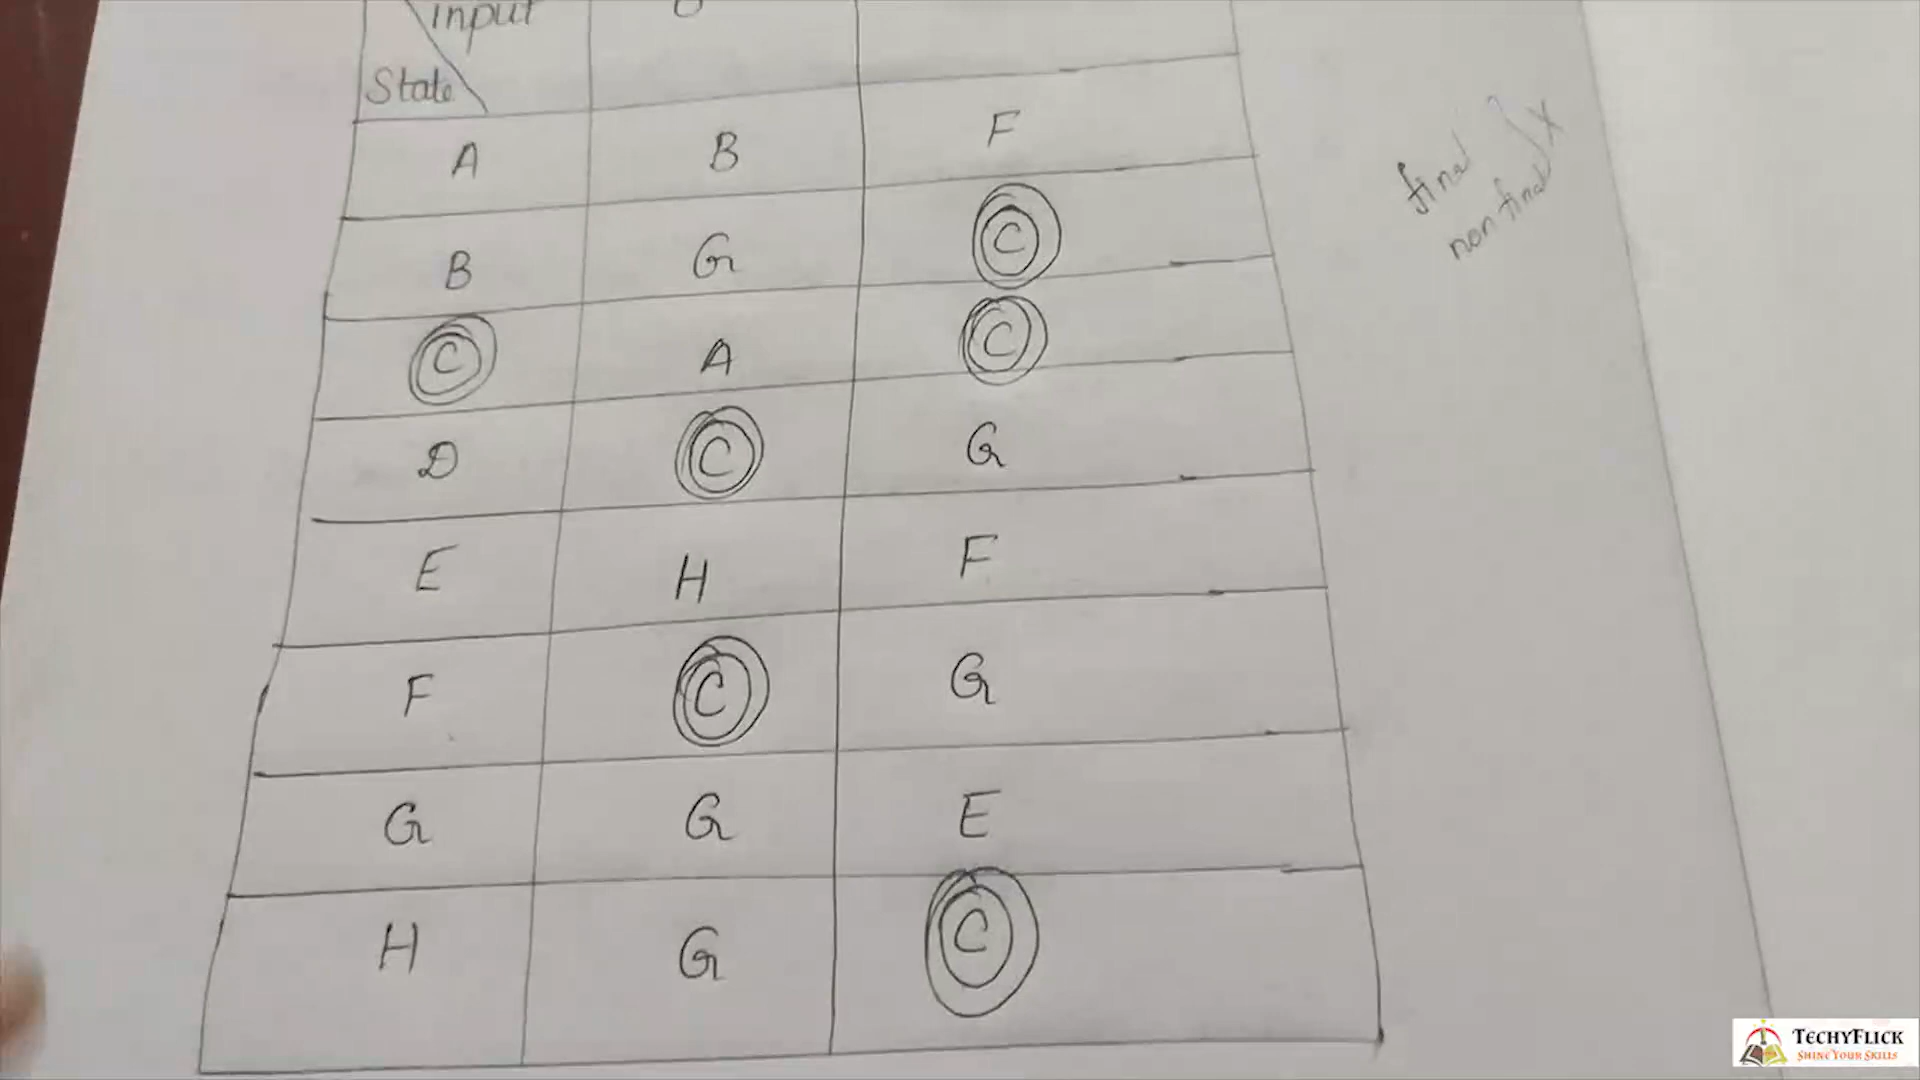 Input
State
A B F
B G C
C A C
D C G
E H F
F C G
G G E
H G C
final
non final X
TECHYFLICK
SHINE YOUR SKILLS